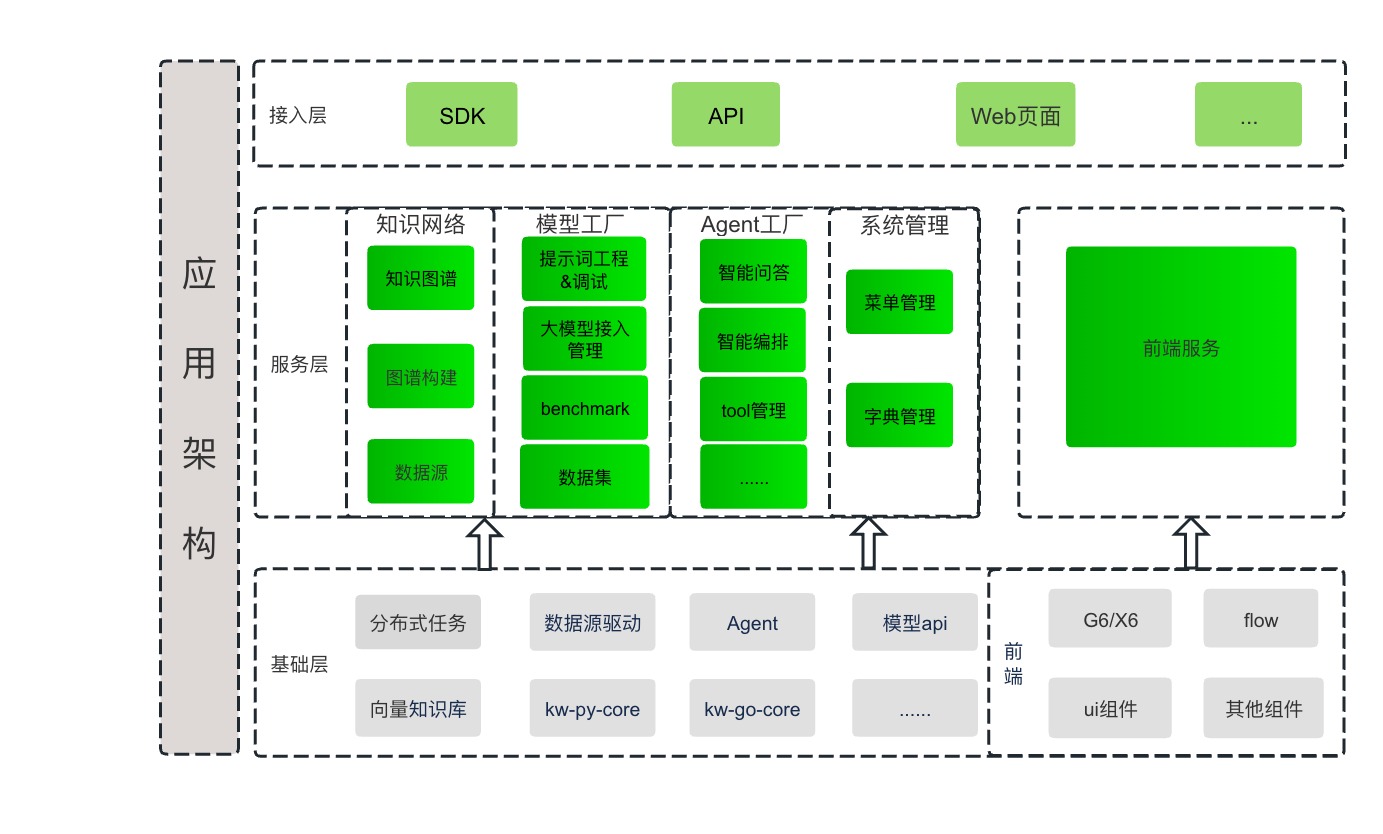 应
用
架
构
接入层
SDK
API
Web页面
...
服务层
知识网络
知识图谱
图谱构建
数据源
模型工厂
提示词工程
&调试
大模型接入
管理
benchmark
数据集
Agent工厂
智能问答
智能编排
tool管理
......
系统管理
菜单管理
字典管理
前端服务
基础层
分布式任务
数据源驱动
Agent
模型api
向量知识库
kw-py-core
kw-go-core
......
前
端
G6/X6
flow
ui组件
其他组件